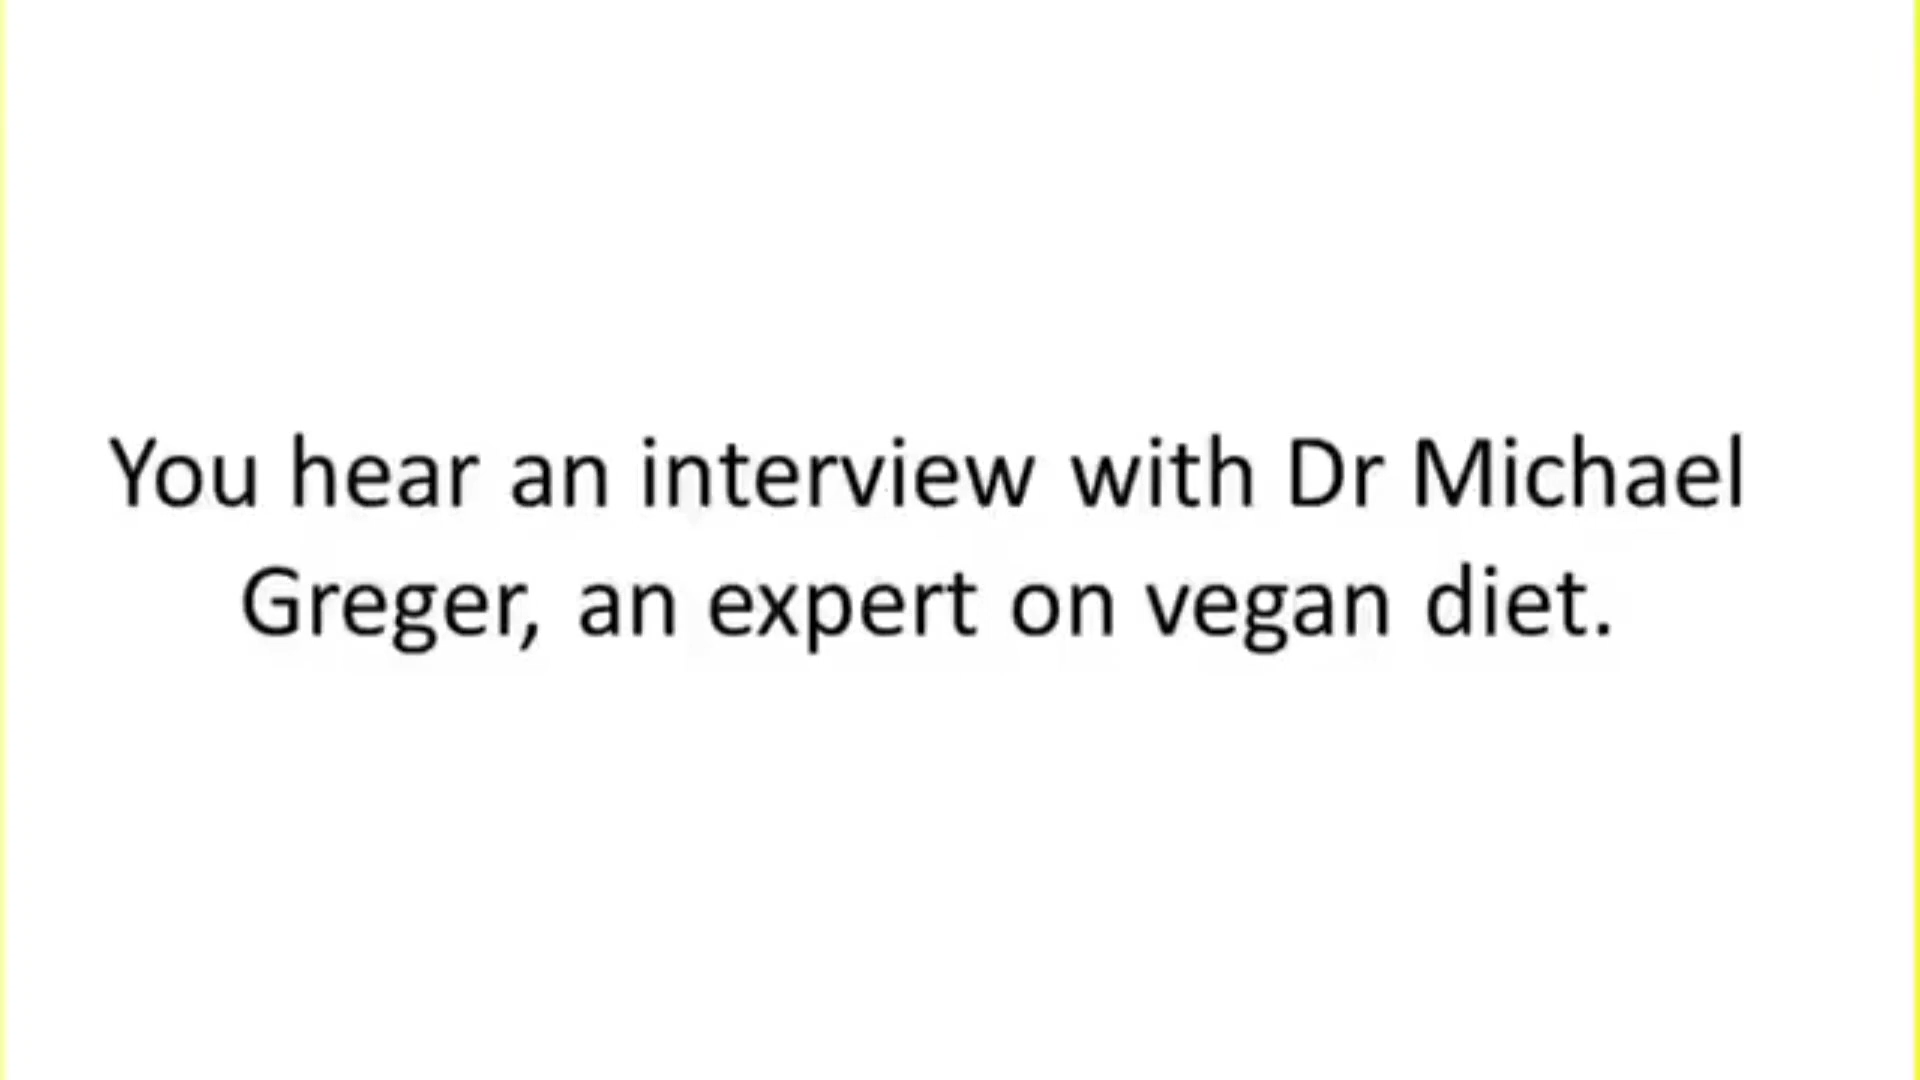 You hear an interview with Dr Michael
Greger, an expert on vegan diet.